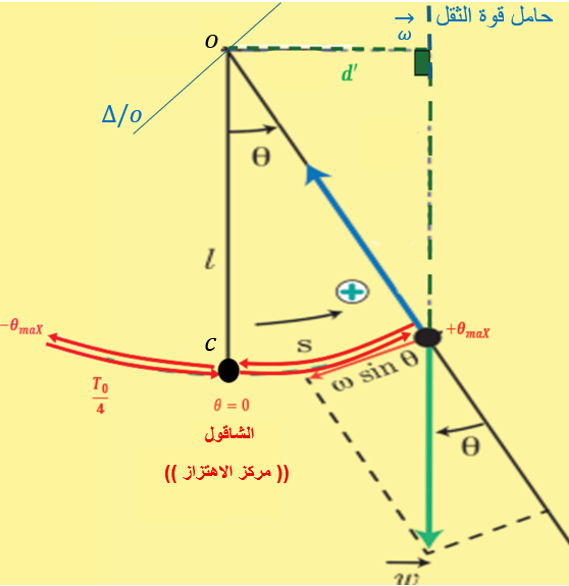 حامل قوة الثقل
ω
o
d'
Δ/o
θ
l
+
−θmaX
+θmaX
c
s
ω sin θ
T0/4
θ = 0
θ
الشاقول
(( مركز الاهتزاز ))
w